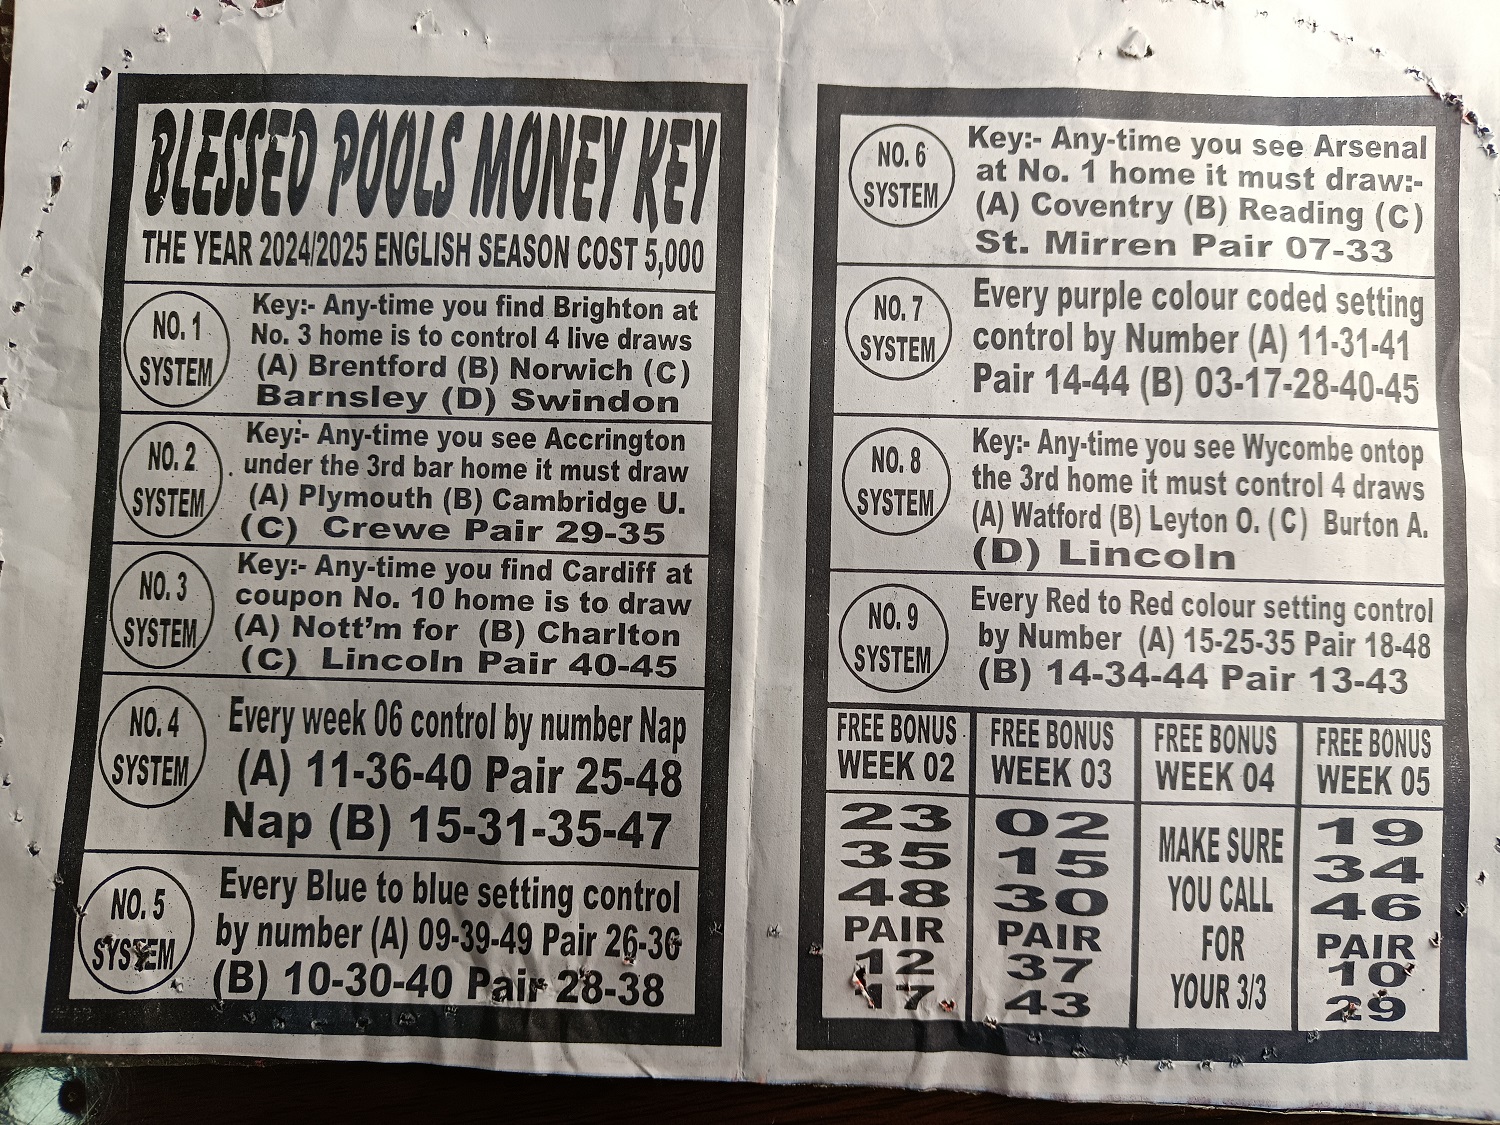 BLESSED POOLS MONEY KEY
THE YEAR 2024/2025 ENGLISH SEASON COST 5,000
NO. 1
SYSTEM
Key:- Any-time you find Brighton at
No. 3 home is to control 4 live draws
(A) Brentford (B) Norwich (C)
Barnsley (D) Swindon
NO. 2
SYSTEM
Key:- Any-time you see Accrington
under the 3rd bar home it must draw
(A) Plymouth (B) Cambridge U.
(C) Crewe Pair 29-35
NO. 3
SYSTEM
Key:- Any-time you find Cardiff at
coupon No. 10 home is to draw
(A) Nott'm for (B) Charlton
(C) Lincoln Pair 40-45
NO. 4
SYSTEM
Every week 06 control by number Nap
(A) 11-36-40 Pair 25-48
Nap (B) 15-31-35-47
NO. 5
SYSTEM
Every Blue to blue setting control
by number (A) 09-39-49 Pair 26-36
(B) 10-30-40 Pair 28-38
NO. 6
SYSTEM
Key:- Any-time you see Arsenal
at No. 1 home it must draw:-
(A) Coventry (B) Reading (C)
St. Mirren Pair 07-33
NO. 7
SYSTEM
Every purple colour coded setting
control by Number (A) 11-31-41
Pair 14-44 (B) 03-17-28-40-45
NO. 8
SYSTEM
Key:- Any-time you see Wycombe ontop
the 3rd home it must control 4 draws
(A) Watford (B) Leyton O. (C) Burton A.
(D) Lincoln
NO. 9
SYSTEM
Every Red to Red colour setting control
by Number (A) 15-25-35 Pair 18-48
(B) 14-34-44 Pair 13-43
FREE BONUS
WEEK 02
23
35
48
PAIR
12
17
FREE BONUS
WEEK 03
02
15
30
PAIR
37
43
FREE BONUS
WEEK 04
MAKE SURE
YOU CALL
FOR
YOUR 3/3
FREE BONUS
WEEK 05
19
34
46
PAIR
10
29